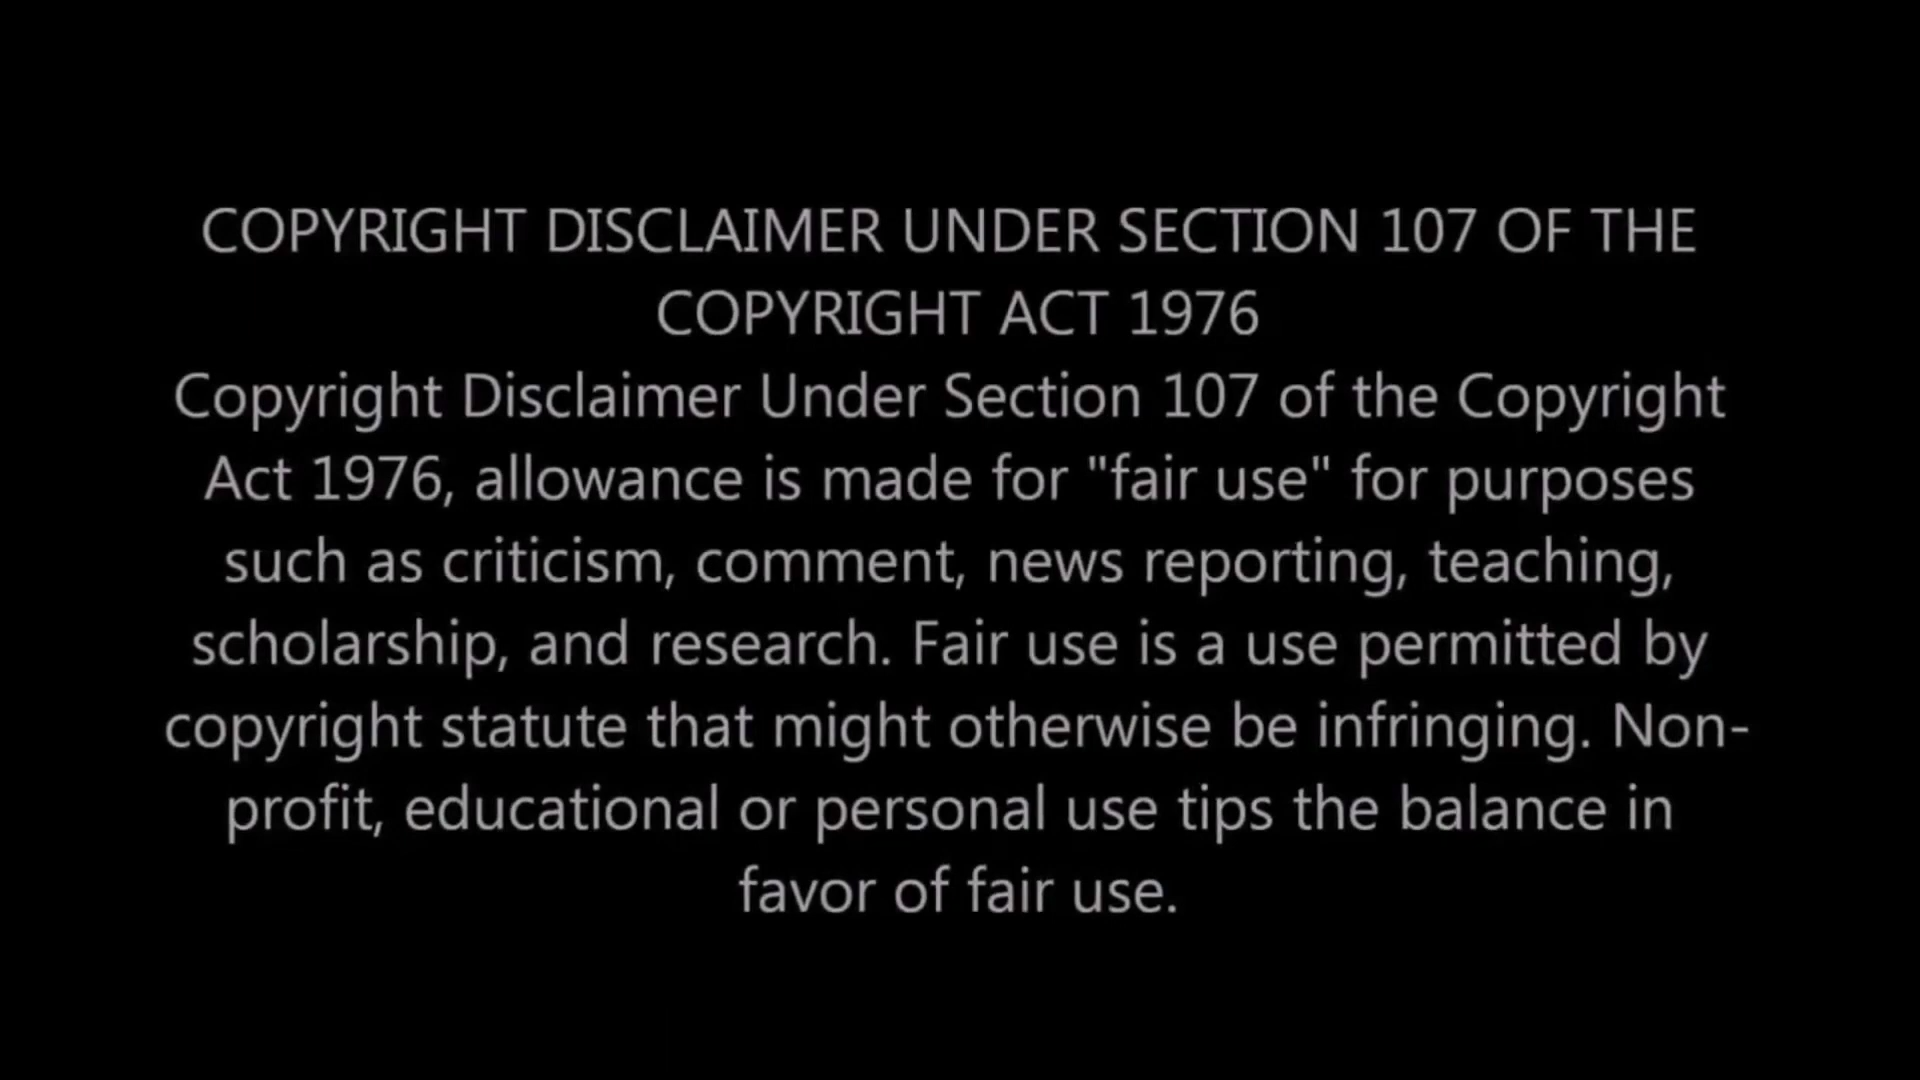 COPYRIGHT DISCLAIMER UNDER SECTION 107 OF THE
COPYRIGHT ACT 1976
Copyright Disclaimer Under Section 107 of the Copyright
Act 1976, allowance is made for "fair use" for purposes
such as criticism, comment, news reporting, teaching,
scholarship, and research. Fair use is a use permitted by
copyright statute that might otherwise be infringing. Non-
profit, educational or personal use tips the balance in
favor of fair use.